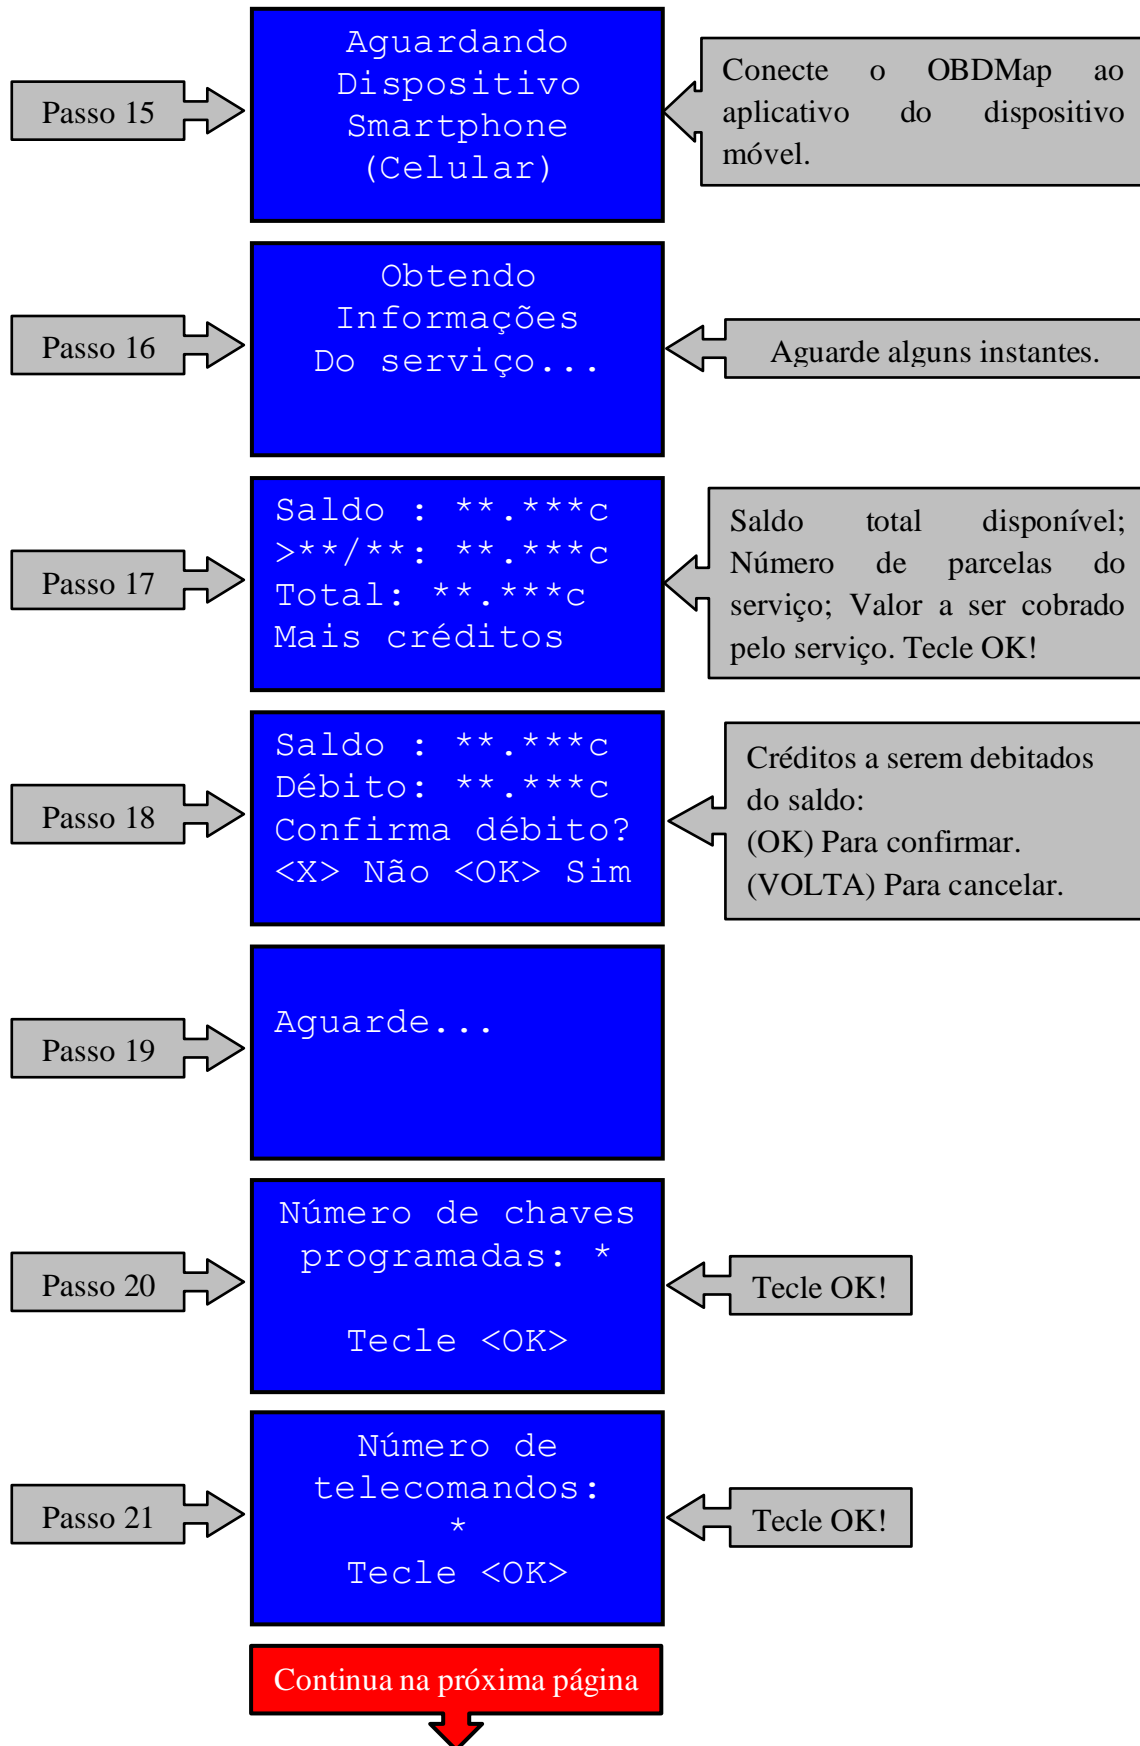 Passo 15
Aguardando
Dispositivo
Smartphone
(Celular)
Conecte o OBDMap ao
aplicativo do dispositivo
móvel.
Passo 16
Obtendo
Informações
Do serviço...
Aguarde alguns instantes.
Passo 17
Saldo : **.***c
>**/**: **.***c
Total: **.***c
Mais créditos
Saldo total disponível;
Número de parcelas do
serviço; Valor a ser cobrado
pelo serviço. Tecle OK!
Passo 18
Saldo : **.***c
Débito: **.***c
Confirma débito?
<X> Não <OK> Sim
Créditos a serem debitados
do saldo:
(OK) Para confirmar.
(VOLTA) Para cancelar.
Passo 19
Aguarde...
Passo 20
Número de chaves
programadas: *
Tecle <OK>
Tecle OK!
Passo 21
Número de
telecomandos:
*
Tecle <OK>
Tecle OK!
Continua na próxima página